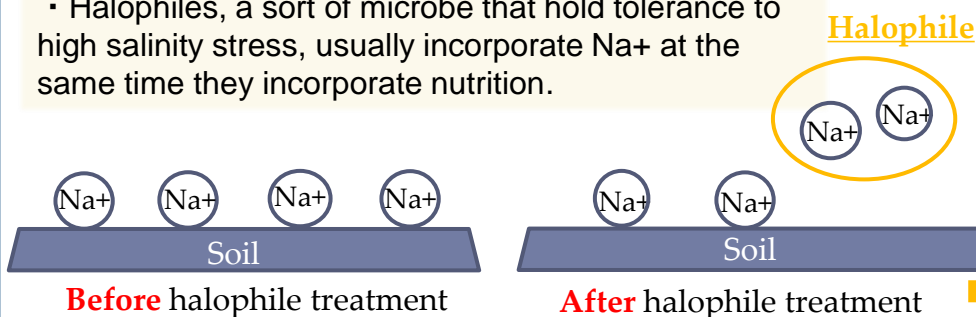 ・Halophiles, a sort of microbe that hold tolerance to
high salinity stress, usually incorporate Na+ at the
same time they incorporate nutrition.
Halophile
Na+ Na+
Na+ Na+ Na+ Na+ Na+ Na+
Soil Soil
Before halophile treatment After halophile treatment